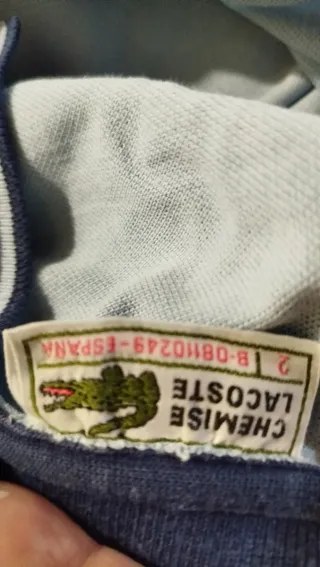 CHEMISE
LACOSTE
2 B-08110249-ESPAÑA